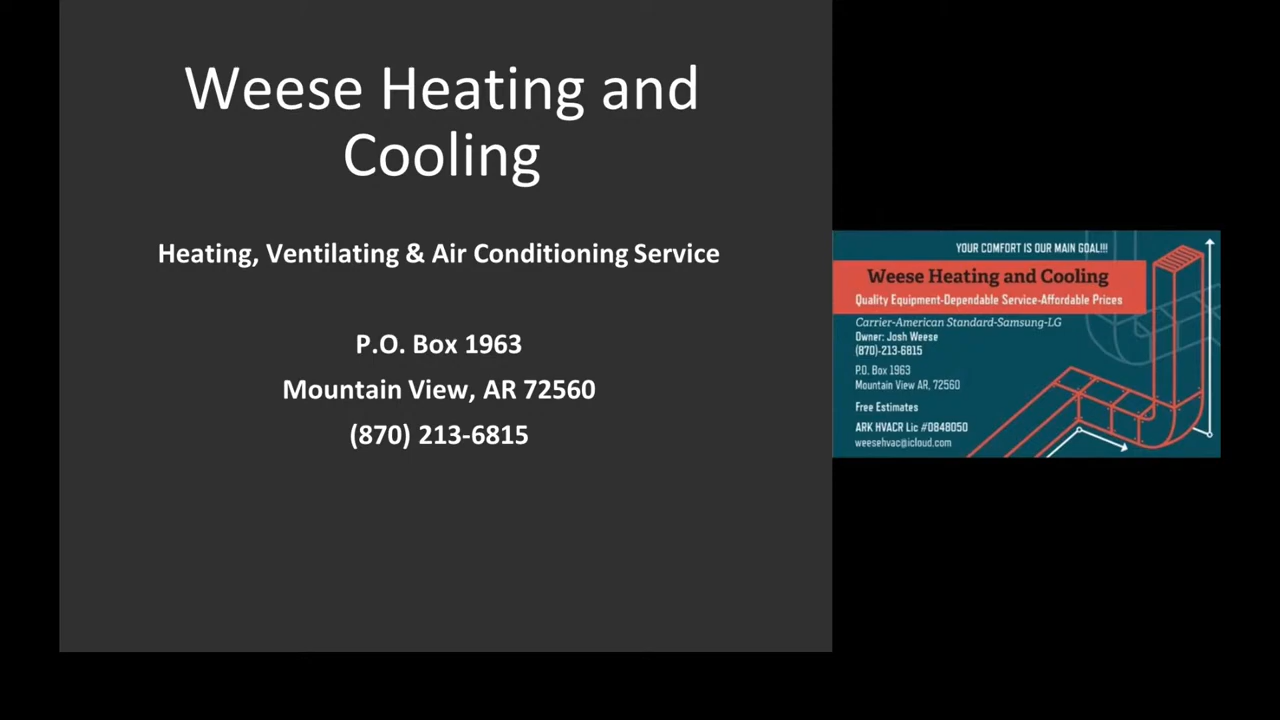 Weese Heating and
Cooling
Heating, Ventilating & Air Conditioning Service
P.O. Box 1963
Mountain View, AR 72560
(870) 213-6815
YOUR COMFORT IS OUR MAIN GOAL!!!
Weese Heating and Cooling
Quality Equipment-Dependable Service-Affordable Prices
Carrier-American Standard-Samsung-LG
Owner: Josh Weese
(870)-213-6815
P.O. Box 1963
Mountain View AR, 72560
Free Estimates
ARK HVACR Lic #0848050
weesehvac@icloud.com